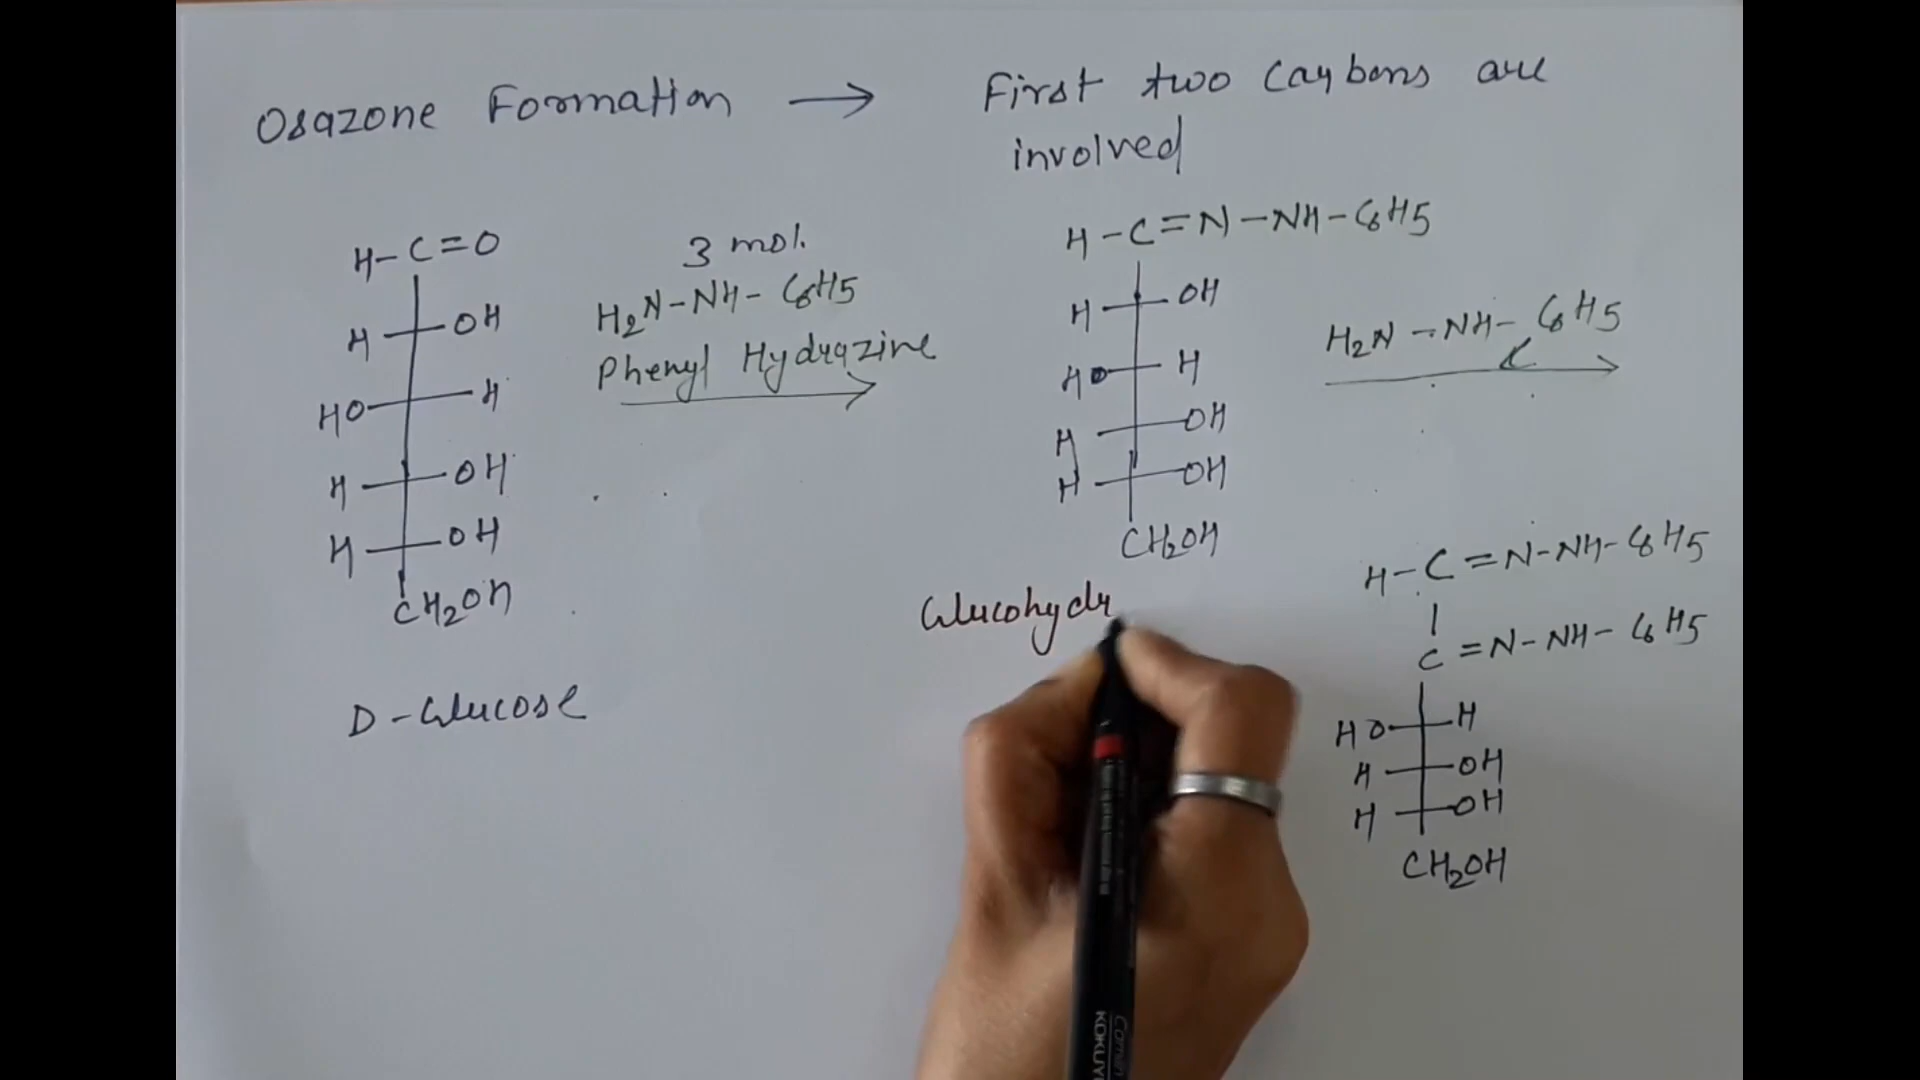 Osazone Formation → First two carbons are
involved
H-C=O
H OH
HO H
H OH
H OH
CH2OH
D-Glucose
3 mol.
H2N-NH-C6H5
Phenyl Hydrazine
H-C=N-NH-C6H5
H OH
HO H
H OH
H OH
CH2OH
Glucohydr
H2N-NH-C6H5
H-C=N-NH-C6H5
C=N-NH-C6H5
HO H
H OH
H OH
CH2OH
KOKUYO